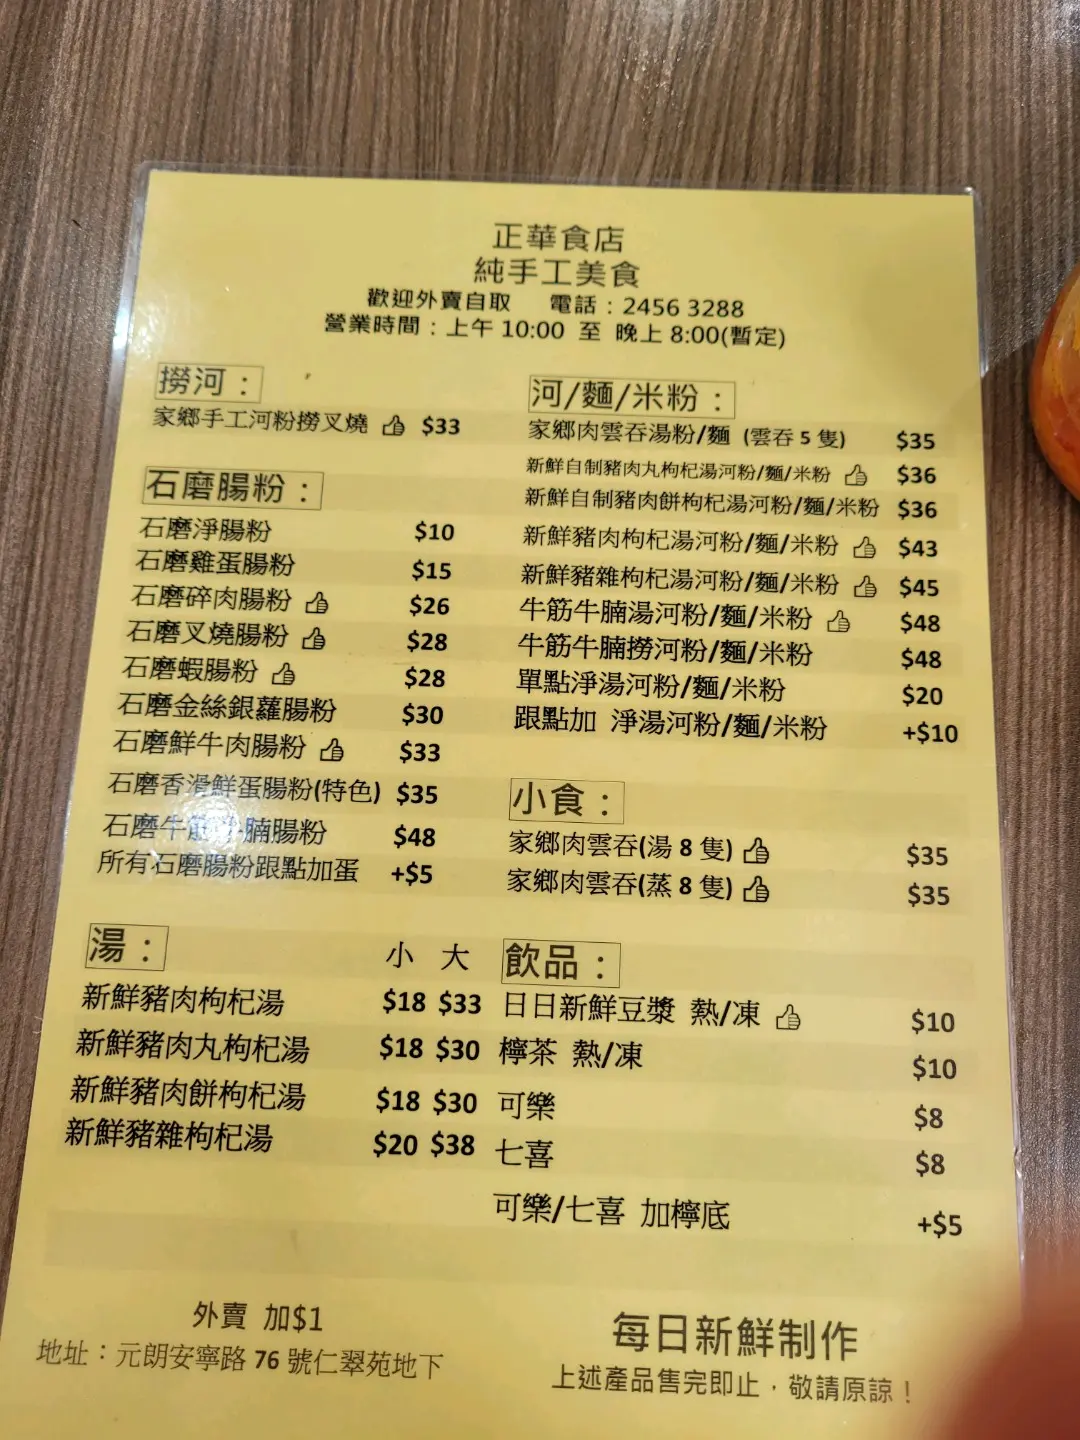 正華食店
純手工美食
歡迎外賣自取 電話：2456 3288
營業時間：上午 10:00 至 晚上 8:00(暫定)
撈河：
家鄉手工河粉撈叉燒 $33
石磨腸粉：
石磨淨腸粉 $10
石磨雞蛋腸粉 $15
石磨碎肉腸粉 $26
石磨叉燒腸粉 $28
石磨蝦腸粉 $28
石磨金絲銀蘿腸粉 $30
石磨鮮牛肉腸粉 $33
石磨香滑鮮蛋腸粉(特色) $35
石磨牛筋牛腩腸粉 $48
所有石磨腸粉跟點加蛋 +$5
湯： 小 大
新鮮豬肉枸杞湯 $18 $33
新鮮豬肉丸枸杞湯 $18 $30
新鮮豬肉餅枸杞湯 $18 $30
新鮮豬雜枸杞湯 $20 $38
河/麵/米粉：
家鄉肉雲吞湯粉/麵 (雲吞 5 隻) $35
新鮮自制豬肉丸枸杞湯河粉/麵/米粉 $36
新鮮自制豬肉餅枸杞湯河粉/麵/米粉 $36
新鮮豬肉枸杞湯河粉/麵/米粉 $43
新鮮豬雜枸杞湯河粉/麵/米粉 $45
牛筋牛腩湯河粉/麵/米粉 $48
牛筋牛腩撈河粉/麵/米粉 $48
單點淨湯河粉/麵/米粉 $20
跟點加 淨湯河粉/麵/米粉 +$10
小食：
家鄉肉雲吞(湯 8 隻) $35
家鄉肉雲吞(蒸 8 隻) $35
飲品：
日日新鮮豆漿 熱/凍 $10
檸茶 熱/凍 $10
可樂 $8
七喜 $8
可樂/七喜 加檸底 +$5
外賣 加$1
地址：元朗安寧路 76 號仁翠苑地下
每日新鮮制作
上述產品售完即止，敬請原諒！